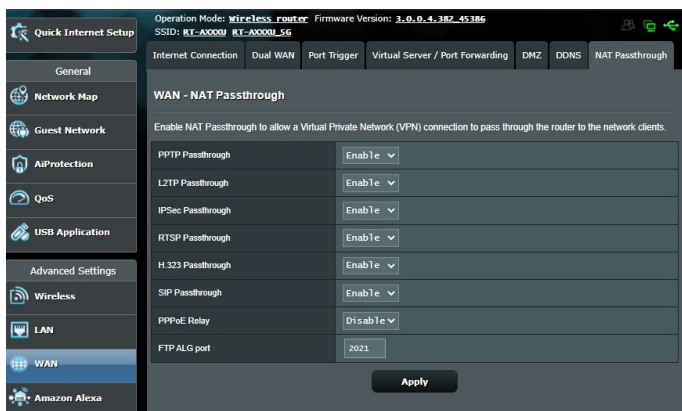 Operation Mode: Wireless router Firmware Version: 3.0.0.4.382_45386
SSID: RT-AXXXU RT-AXXXU_5G
Quick Internet Setup
General
Network Map
Guest Network
AiProtection
QoS
USB Application
Advanced Settings
Wireless
LAN
WAN
Amazon Alexa
Internet Connection Dual WAN Port Trigger Virtual Server / Port Forwarding DMZ DDNS NAT Passthrough
WAN - NAT Passthrough
Enable NAT Passthrough to allow a Virtual Private Network (VPN) connection to pass through the router to the network clients.
PPTP Passthrough Enable
L2TP Passthrough Enable
IPSec Passthrough Enable
RTSP Passthrough Enable
H.323 Passthrough Enable
SIP Passthrough Enable
PPPoE Relay Disable
FTP ALG port 2021
Apply